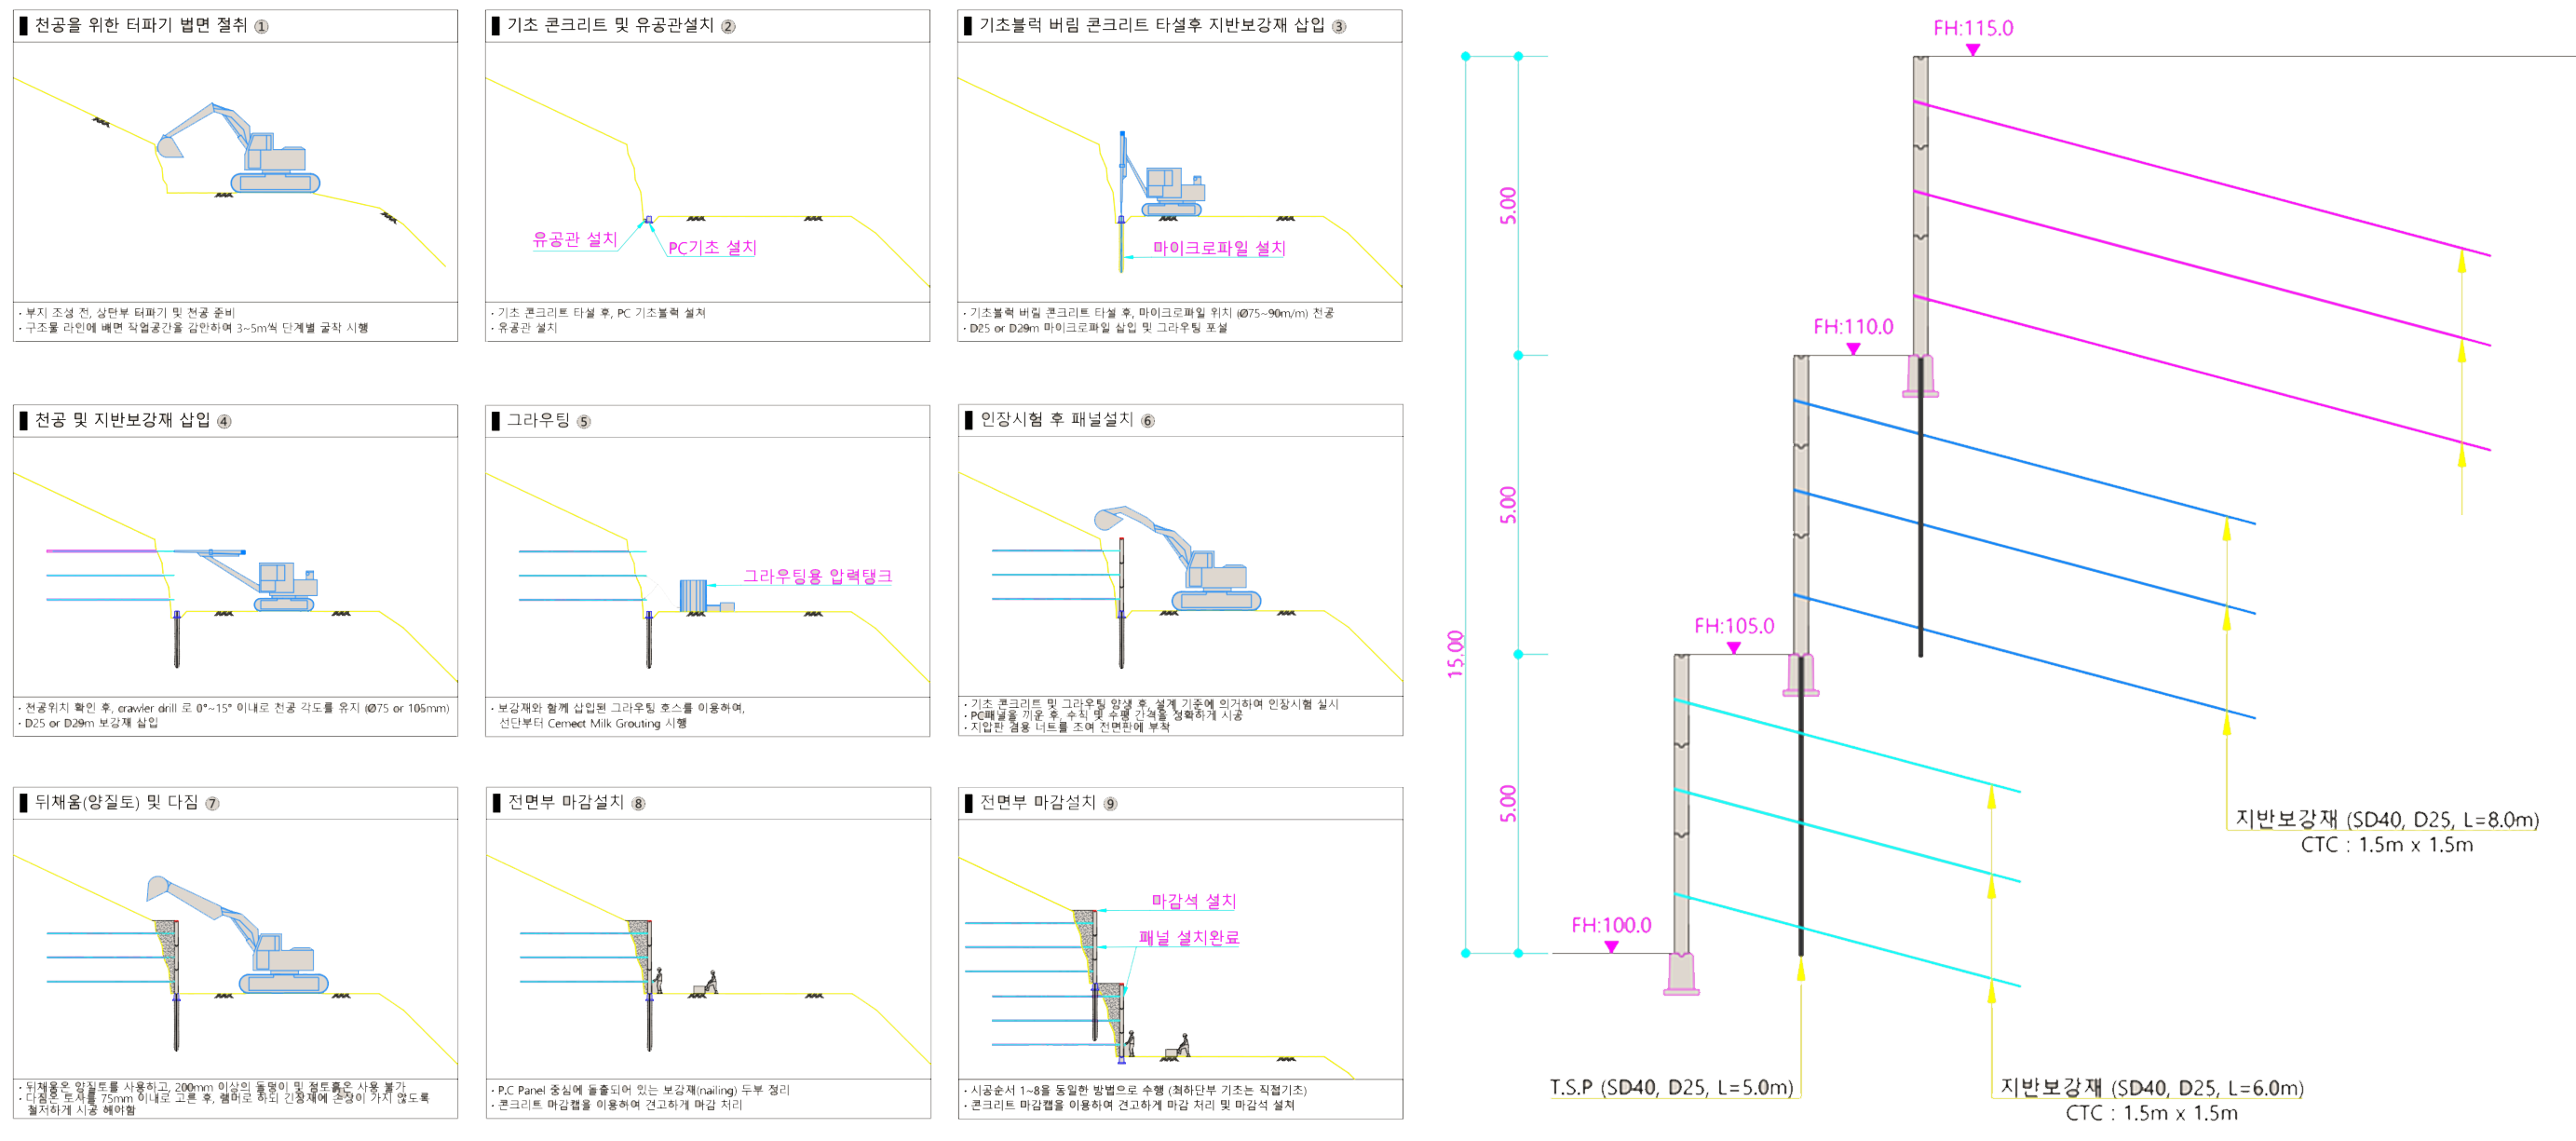 천공을 위한 터파기 법면 절취 ①
· 부지 조성 전, 상단부 터파기 및 천공 준비
· 구조물 라인에 배면 작업공간을 감안하여 3~5m씩 단계별 굴착 시행
기초 콘크리트 및 유공관설치 ②
유공관 설치
PC기초 설치
· 기초 콘크리트 타설 후, PC 기초블럭 설쳐
· 유공관 설치
기초블럭 버림 콘크리트 타설후 지반보강재 삽입 ③
마이크로파일 설치
· 기초블럭 버림 콘크리트 타설 후, 마이크로파일 위치 (Ø75~90m/m) 천공
· D25 or D29m 마이크로파일 삽입 및 그라우팅 포설
천공 및 지반보강재 삽입 ④
· 천공위치 확인 후, crawler drill 로 0°~15° 이내로 천공 각도를 유지 (Ø75 or 105mm)
· D25 or D29m 보강재 삽입
그라우팅 ⑤
그라우팅용 압력탱크
· 보강재와 함께 삽입된 그라우팅 호스를 이용하여,
선단부터 Cemect Milk Grouting 시행
인장시험 후 패널설치 ⑥
· 기초 콘크리트 및 그라우팅 양생 후, 설계 기준에 의거하여 인장시험 실시
· PC패널을 끼운 후, 수직 및 수평 간격을 정확하게 시공
· 지압판 겸용 너트를 조여 전면판에 부착
뒤채움(양질토) 및 다짐 ⑦
· 뒤채움은 양질토를 사용하고, 200mm 이상의 돌덩이 및 점토흙은 사용 불가
· 다짐은 토사를 75mm 이내로 고른 후, 램머로 하되 긴장재에 손상이 가지 않도록
철저하게 시공 해야함
전면부 마감설치 ⑧
· P.C Panel 중심에 돌출되어 있는 보강재(nailing) 두부 정리
· 콘크리트 마감캡을 이용하여 견고하게 마감 처리
전면부 마감설치 ⑨
마감석 설치
패널 설치완료
· 시공순서 1~8을 동일한 방법으로 수행 (최하단부 기초는 직접기초)
· 콘크리트 마감캡을 이용하여 견고하게 마감 처리 및 마감석 설쳐
FH:115.0
5.00
FH:110.0
5.00
15.00
FH:105.0
5.00
FH:100.0
지반보강재 (SD40, D25, L=8.0m)
CTC : 1.5m x 1.5m
T.S.P (SD40, D25, L=5.0m)
지반보강재 (SD40, D25, L=6.0m)
CTC : 1.5m x 1.5m